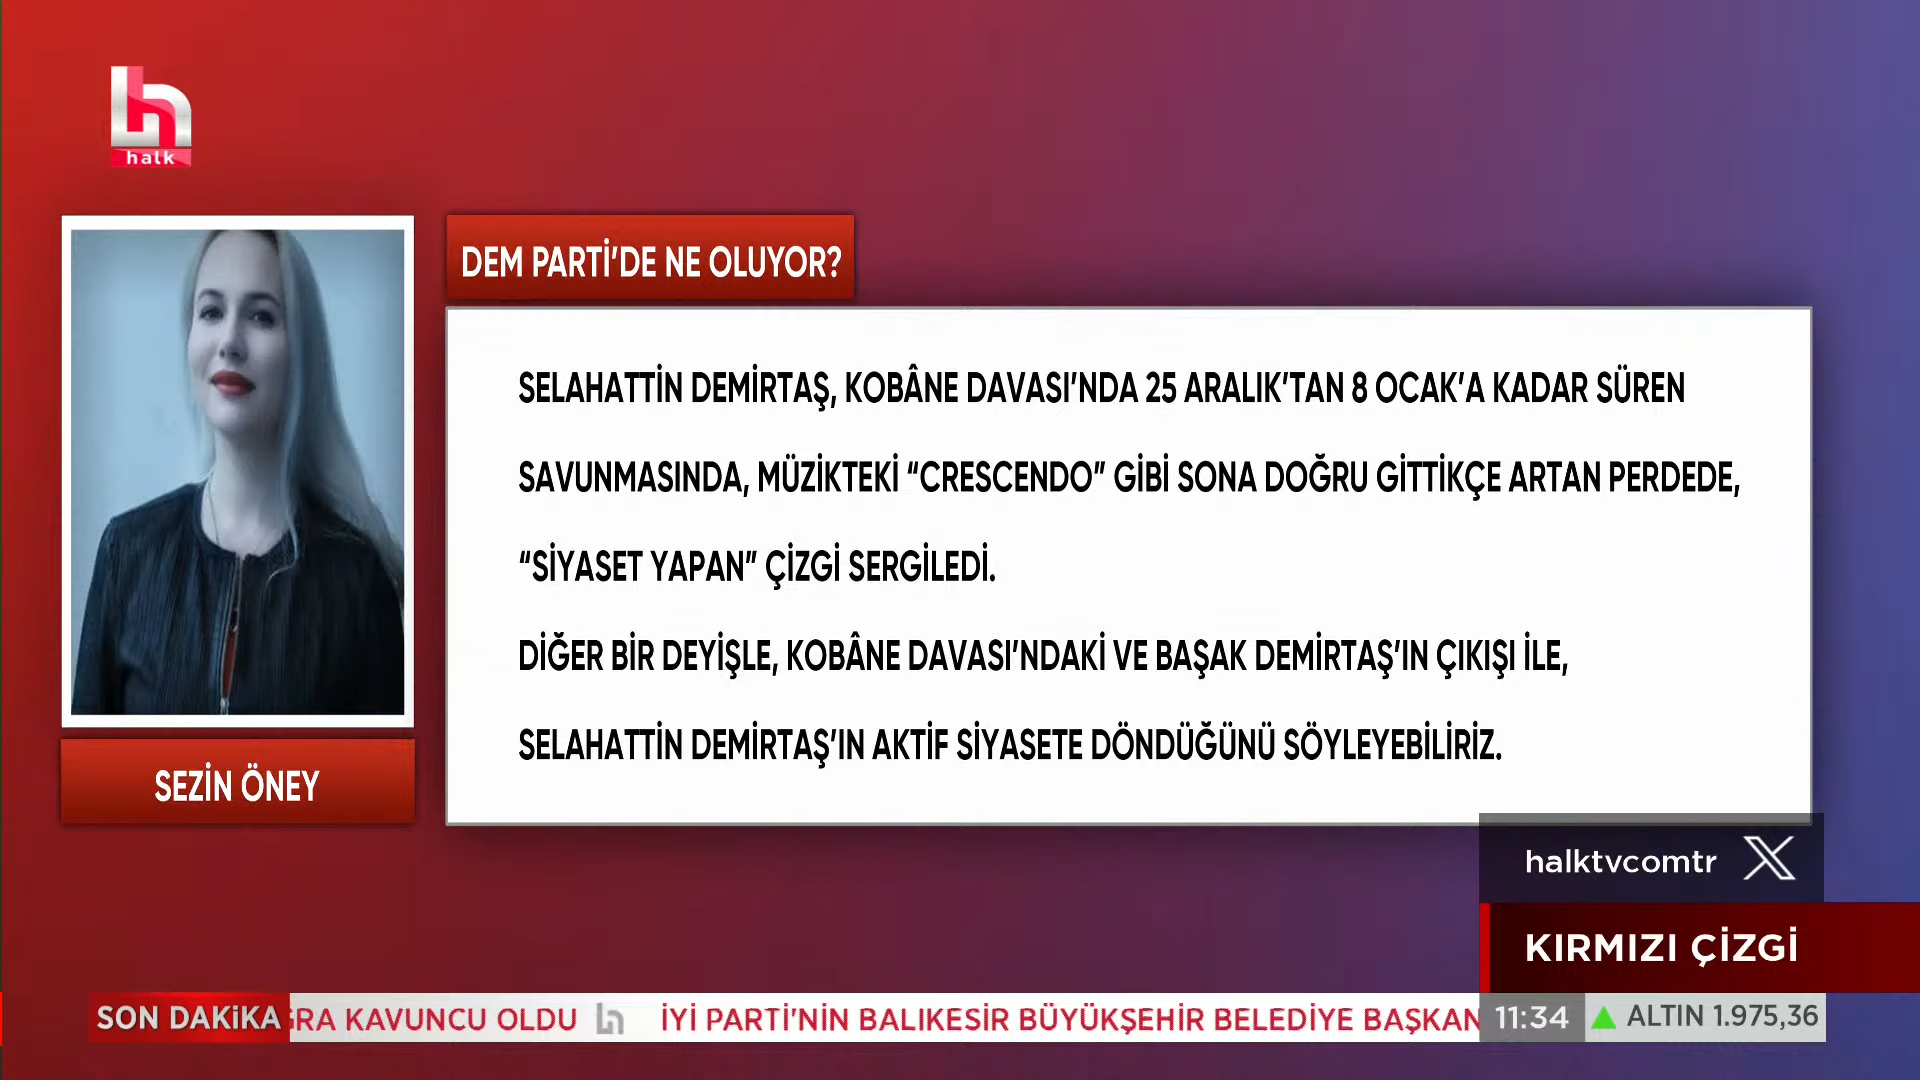 halk
DEM PARTİ'DE NE OLUYOR?
SELAHATTİN DEMİRTAŞ, KOBÂNE DAVASI'NDA 25 ARALIK'TAN 8 OCAK'A KADAR SÜREN
SAVUNMASINDA, MÜZİKTEKİ “CRESCENDO” GİBİ SONA DOĞRU GİTTİKÇE ARTAN PERDEDE,
“SİYASET YAPAN” ÇİZGİ SERGİLEDİ.
DİĞER BİR DEYİŞLE, KOBÂNE DAVASI'NDAKİ VE BAŞAK DEMİRTAŞ'IN ÇIKIŞI İLE,
SELAHATTİN DEMİRTAŞ'IN AKTİF SİYASETE DÖNDÜĞÜNÜ SÖYLEYEBİLİRİZ.
SEZİN ÖNEY
halktvcomtr X
KIRMIZI ÇİZGİ
SON DAKİKA GRA KAVUNCU OLDU h İYİ PARTİ'NİN BALIKESİR BÜYÜKŞEHİR BELEDİYE BAŞKAN 11:34 ALTIN 1.975,36